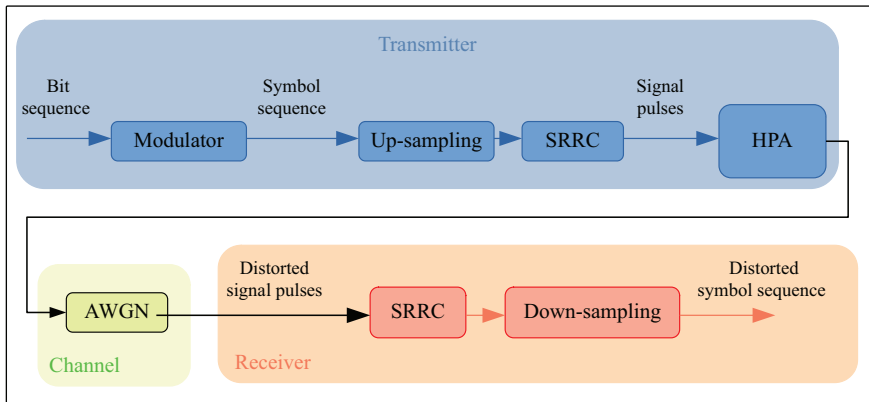 Transmitter
Bit
sequence
Symbol
sequence
Signal
pulses
Modulator
Up-sampling
SRRC
HPA
Distorted
signal pulses
Distorted
symbol sequence
AWGN
SRRC
Down-sampling
Channel
Receiver